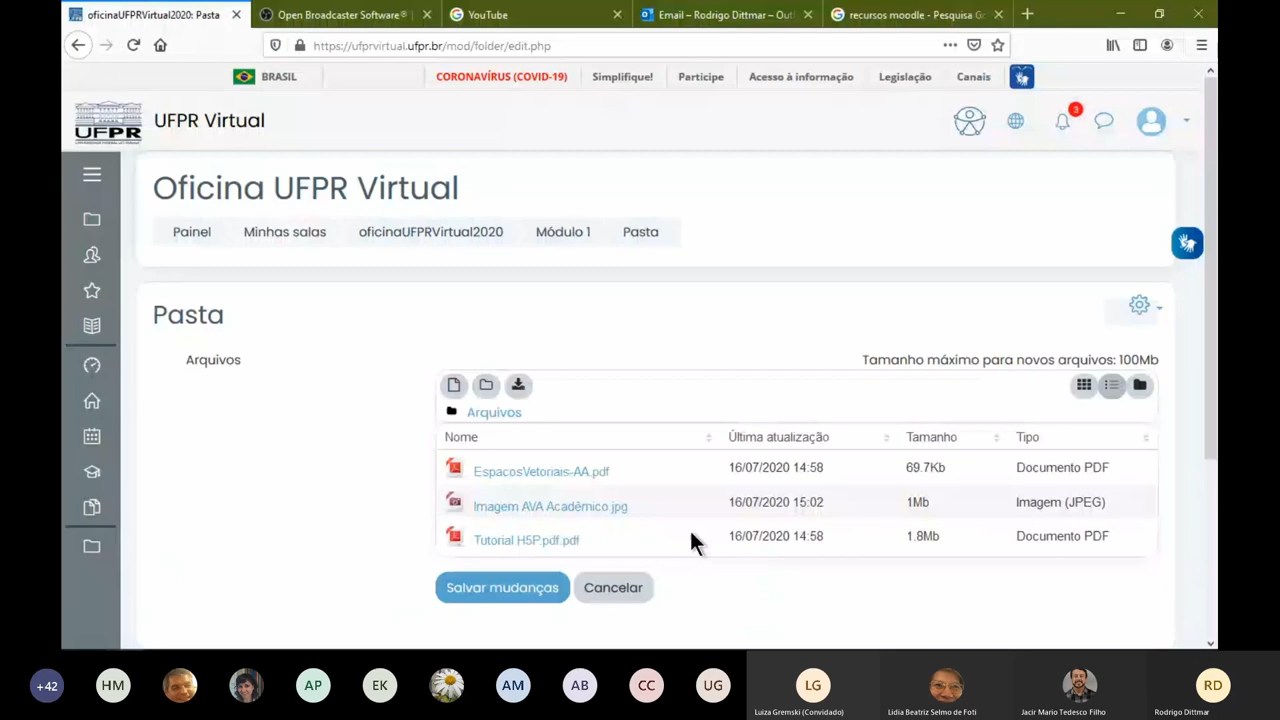 oficinaUFPRVirtual2020: Pasta
Open Broadcaster Software®
YouTube
Email – Rodrigo Dittmar – Outl
recursos moodle - Pesquisa Go
https://ufprvirtual.ufpr.br/mod/folder/edit.php
BRASIL
CORONAVÍRUS (COVID-19)
Simplifique!
Participe
Acesso à informação
Legislação
Canais
UFPR
UFPR Virtual
3
Oficina UFPR Virtual
Painel
Minhas salas
oficinaUFPRVirtual2020
Módulo 1
Pasta
Pasta
Arquivos
Tamanho máximo para novos arquivos: 100Mb
Arquivos
Nome
Última atualização
Tamanho
Tipo
EspacosVetoriais-AA.pdf
16/07/2020 14:58
69.7Kb
Documento PDF
Imagem AVA Acadêmico.jpg
16/07/2020 15:02
1Mb
Imagem (JPEG)
Tutorial H5P.pdf.pdf
16/07/2020 14:58
1.8Mb
Documento PDF
Salvar mudanças
Cancelar
+42
HM
AP
EK
AM
AB
CC
UG
LG
RD
Luiza Gremski (Convidado)
Lidia Beatriz Selmo de Foti
Jacir Mario Tedesco Filho
Rodrigo Dittmar